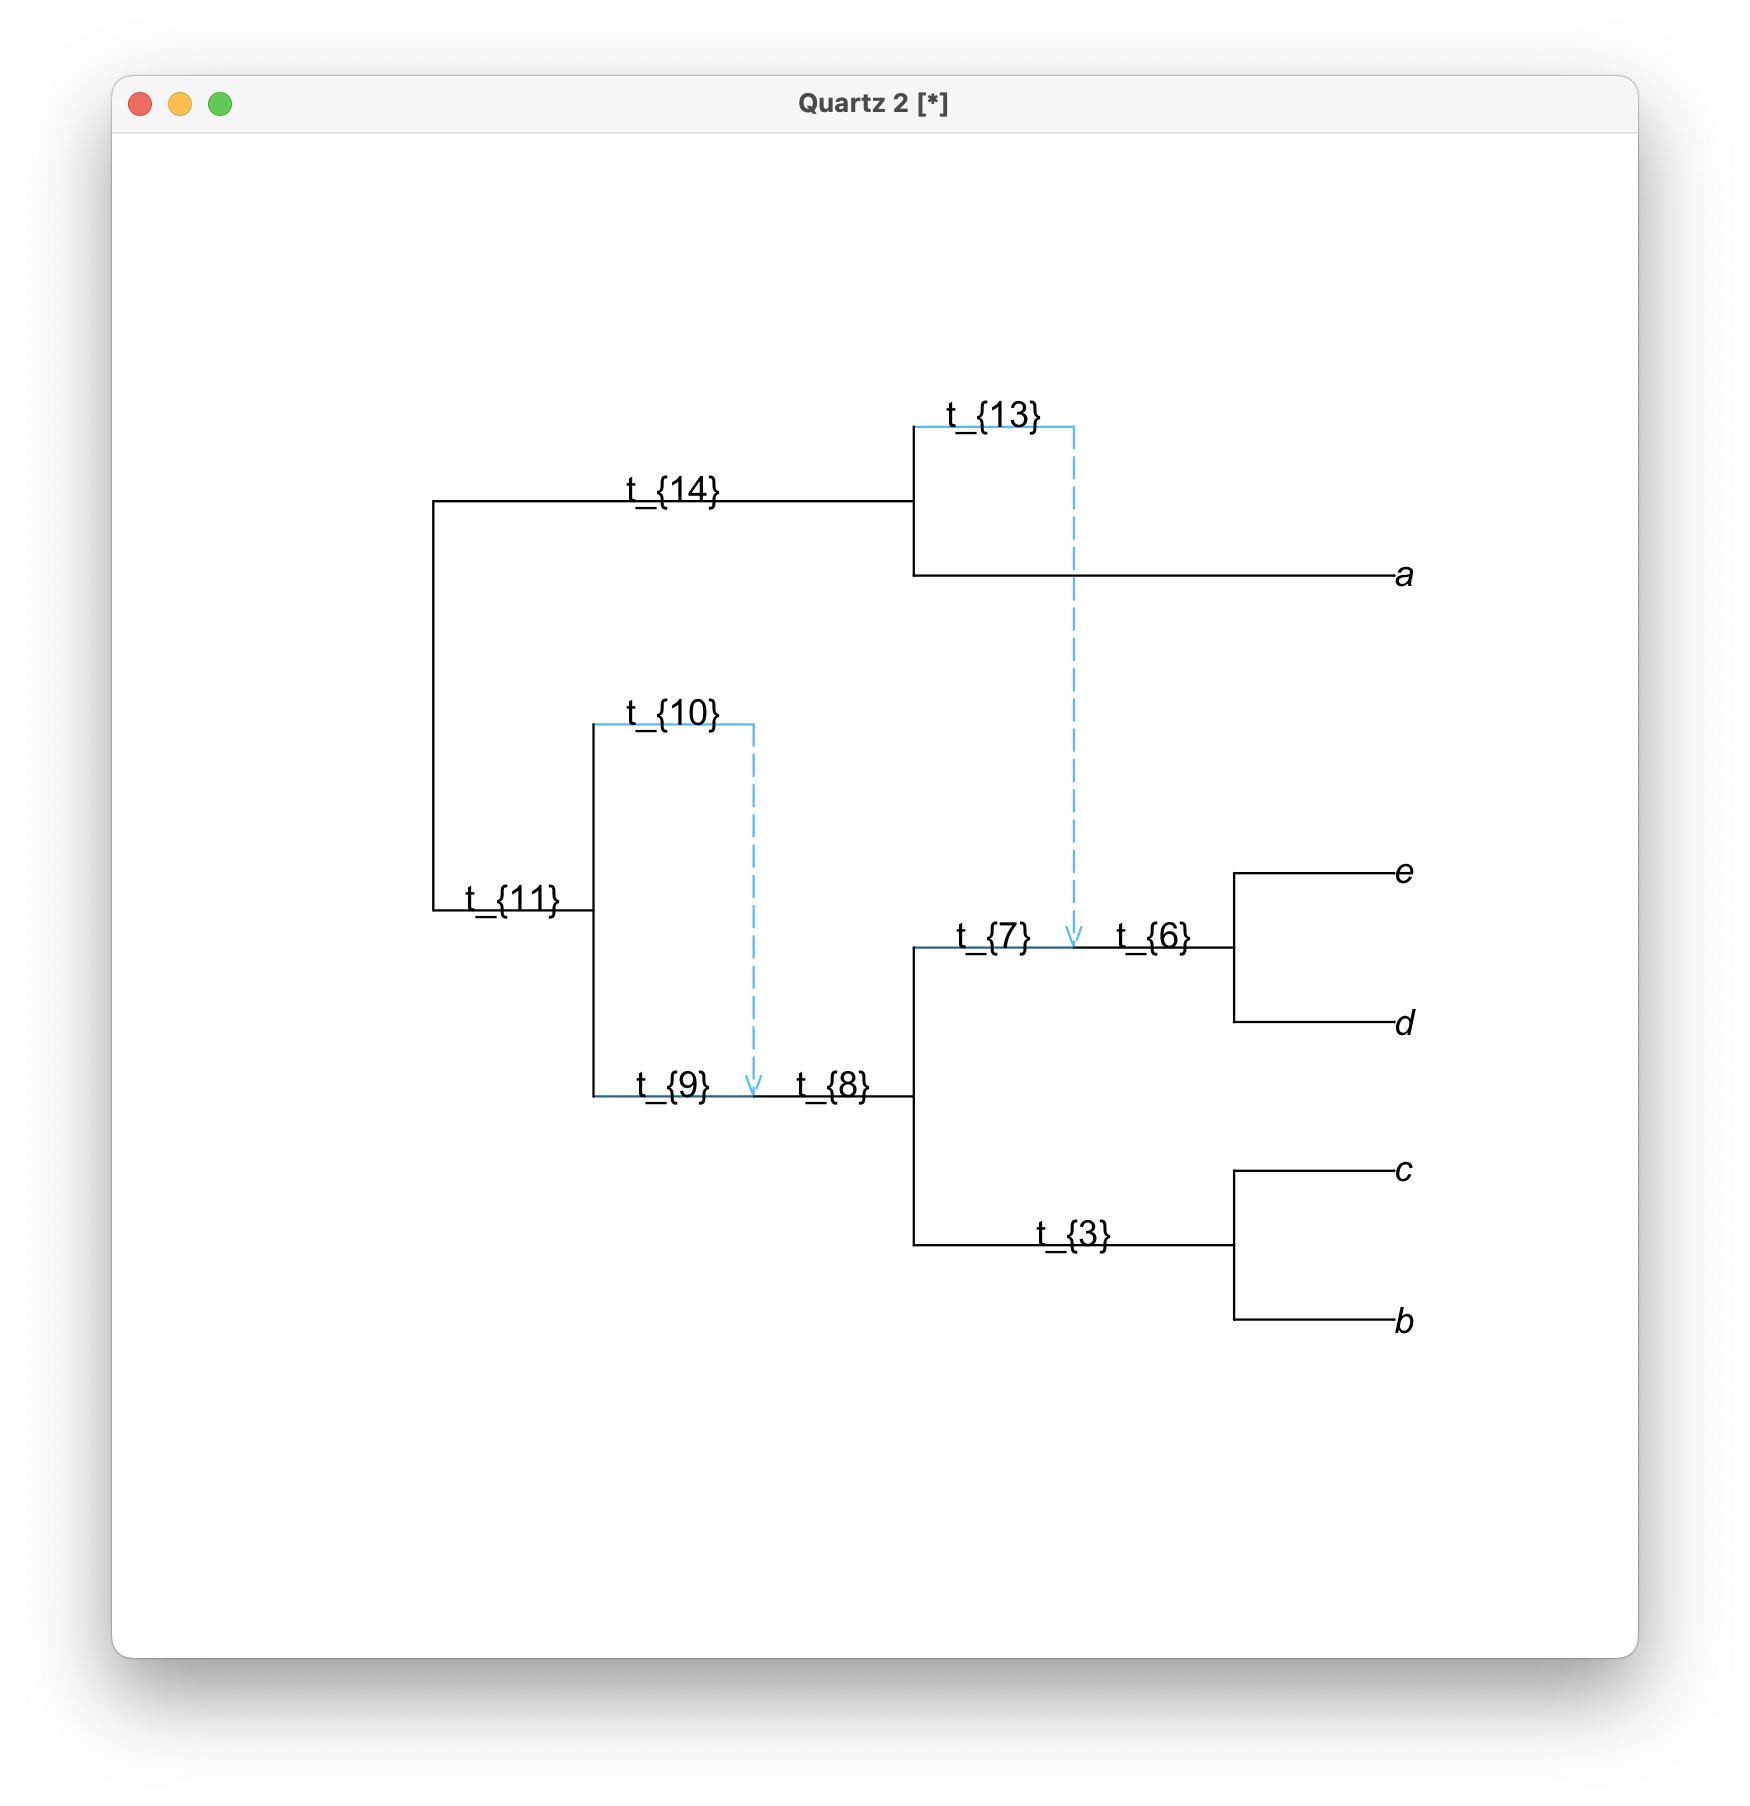 Quartz 2 [*]
t_{13}
t_{14}
a
t_{10}
e
t_{11}
t_{7}
t_{6}
d
t_{9}
t_{8}
c
t_{3}
b